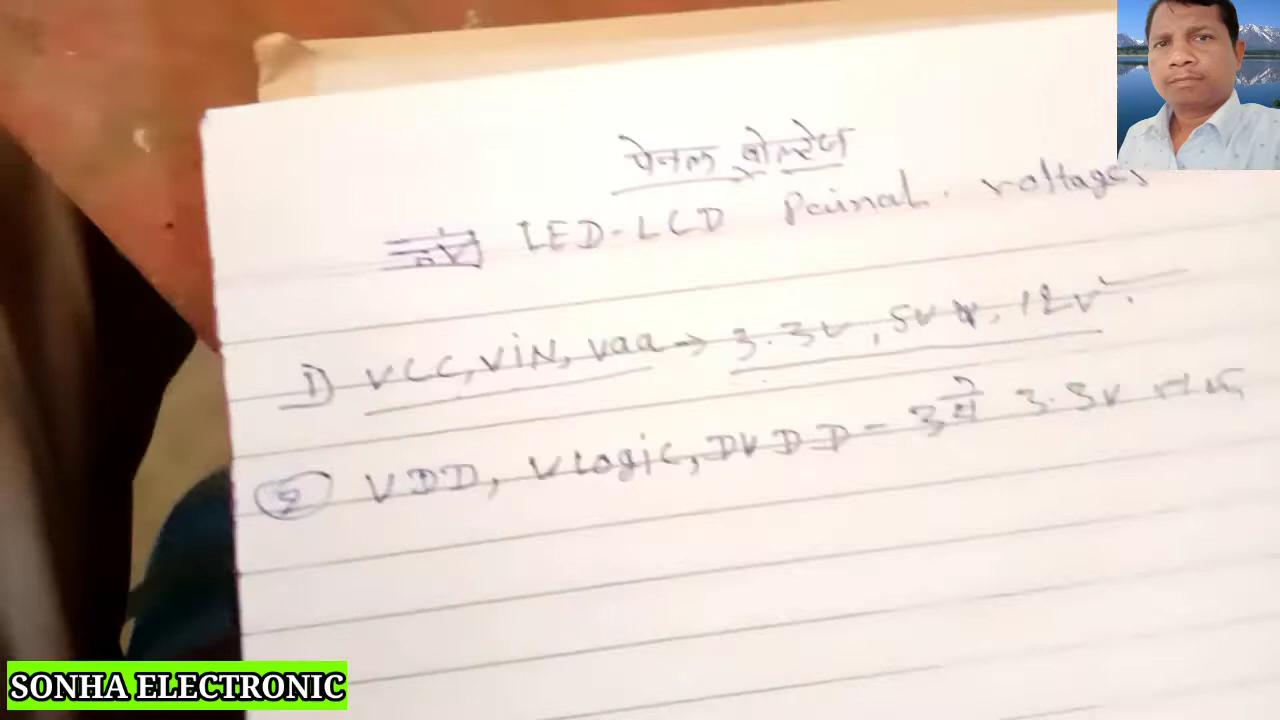 पेनल वोल्टेज
LED-LCD Painal voltages
1) VCC, VIN, Vaa → 3.3V, 5V, 12V.
2 VDD, VLogic, DVDD - 3 से 3.3V तक
SONHA ELECTRONIC